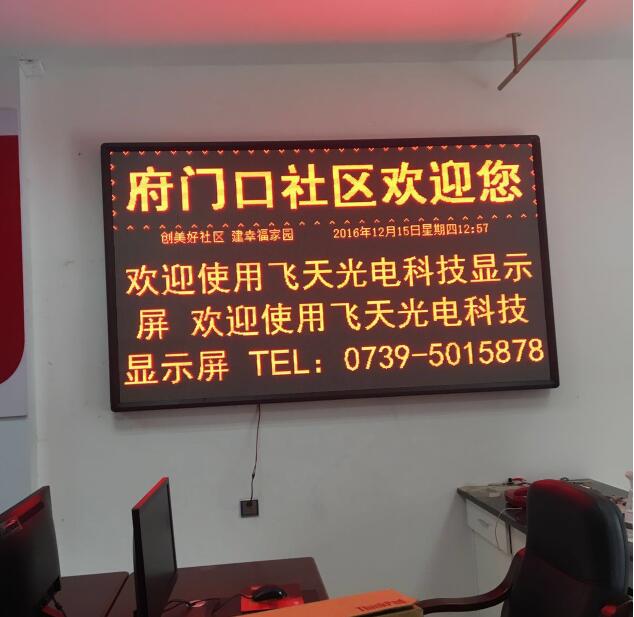 府门口社区欢迎您
创美好社区 建幸福家园 2016年12月15日星期四12:57
欢迎使用飞天光电科技显示
屏 欢迎使用飞天光电科技
显示屏 TEL：0739-5015878
ThinkPad